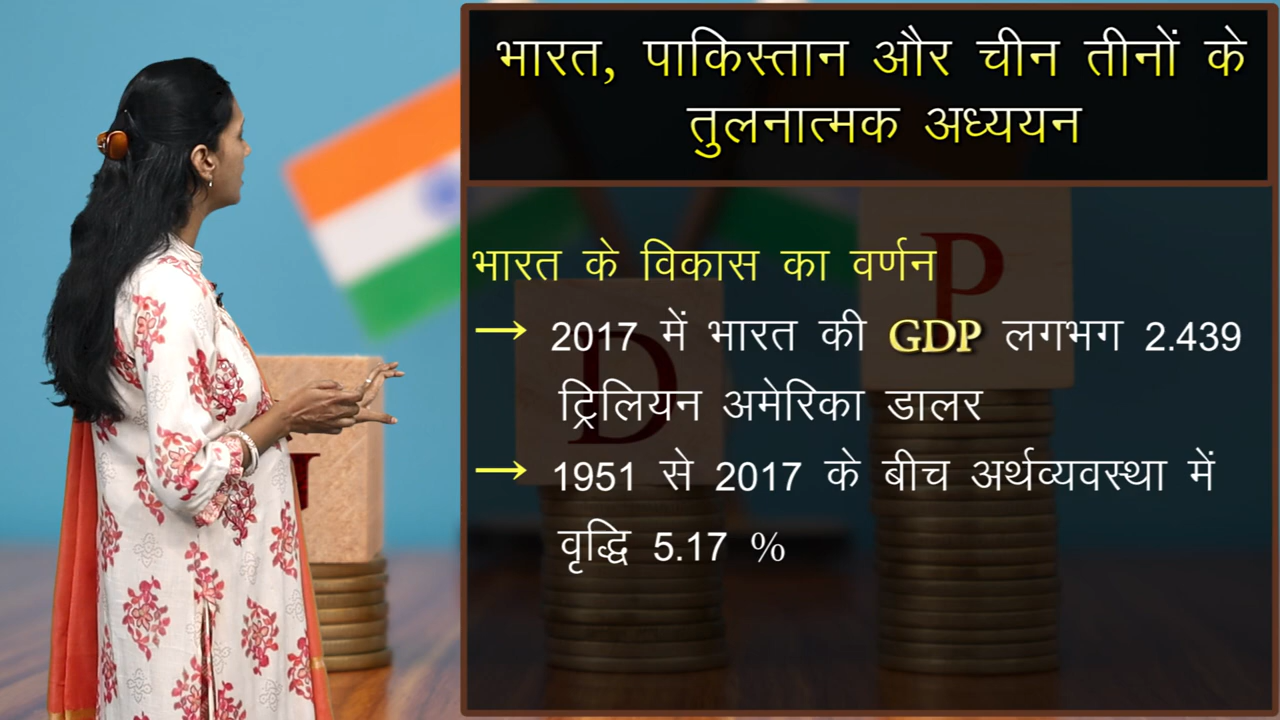 भारत, पाकिस्तान और चीन तीनों के
तुलनात्मक अध्ययन
भारत के विकास का वर्णन
→ 2017 में भारत की GDP लगभग 2.439
ट्रिलियन अमेरिका डालर
→ 1951 से 2017 के बीच अर्थव्यवस्था में
वृद्धि 5.17 %
D
P